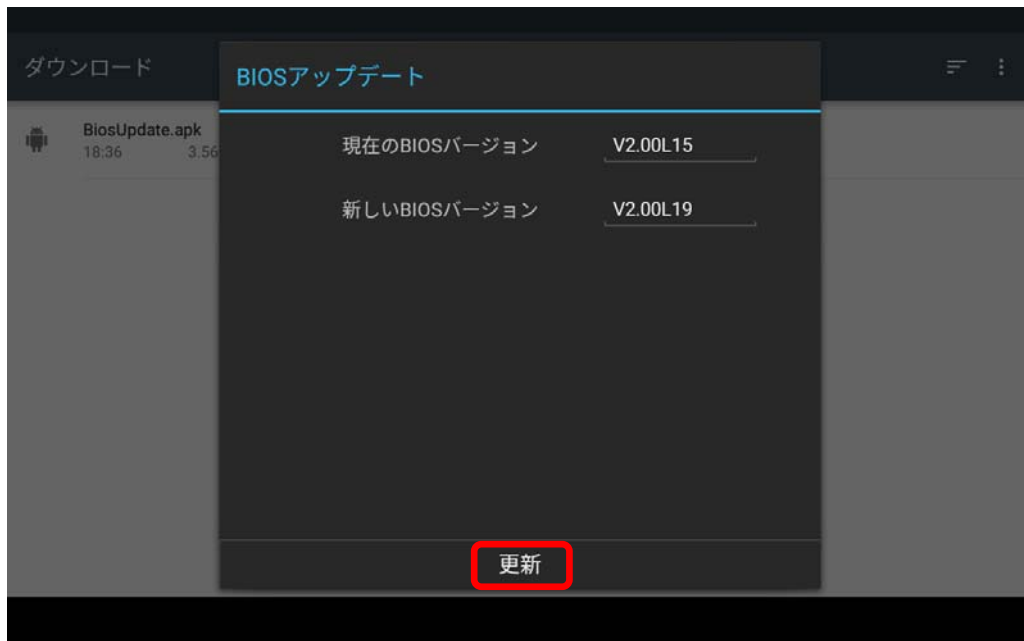 ダウンロード
BIOSアップデート
BiosUpdate.apk
18:36 3.56
現在のBIOSバージョン V2.00L15
新しいBIOSバージョン V2.00L19
更新